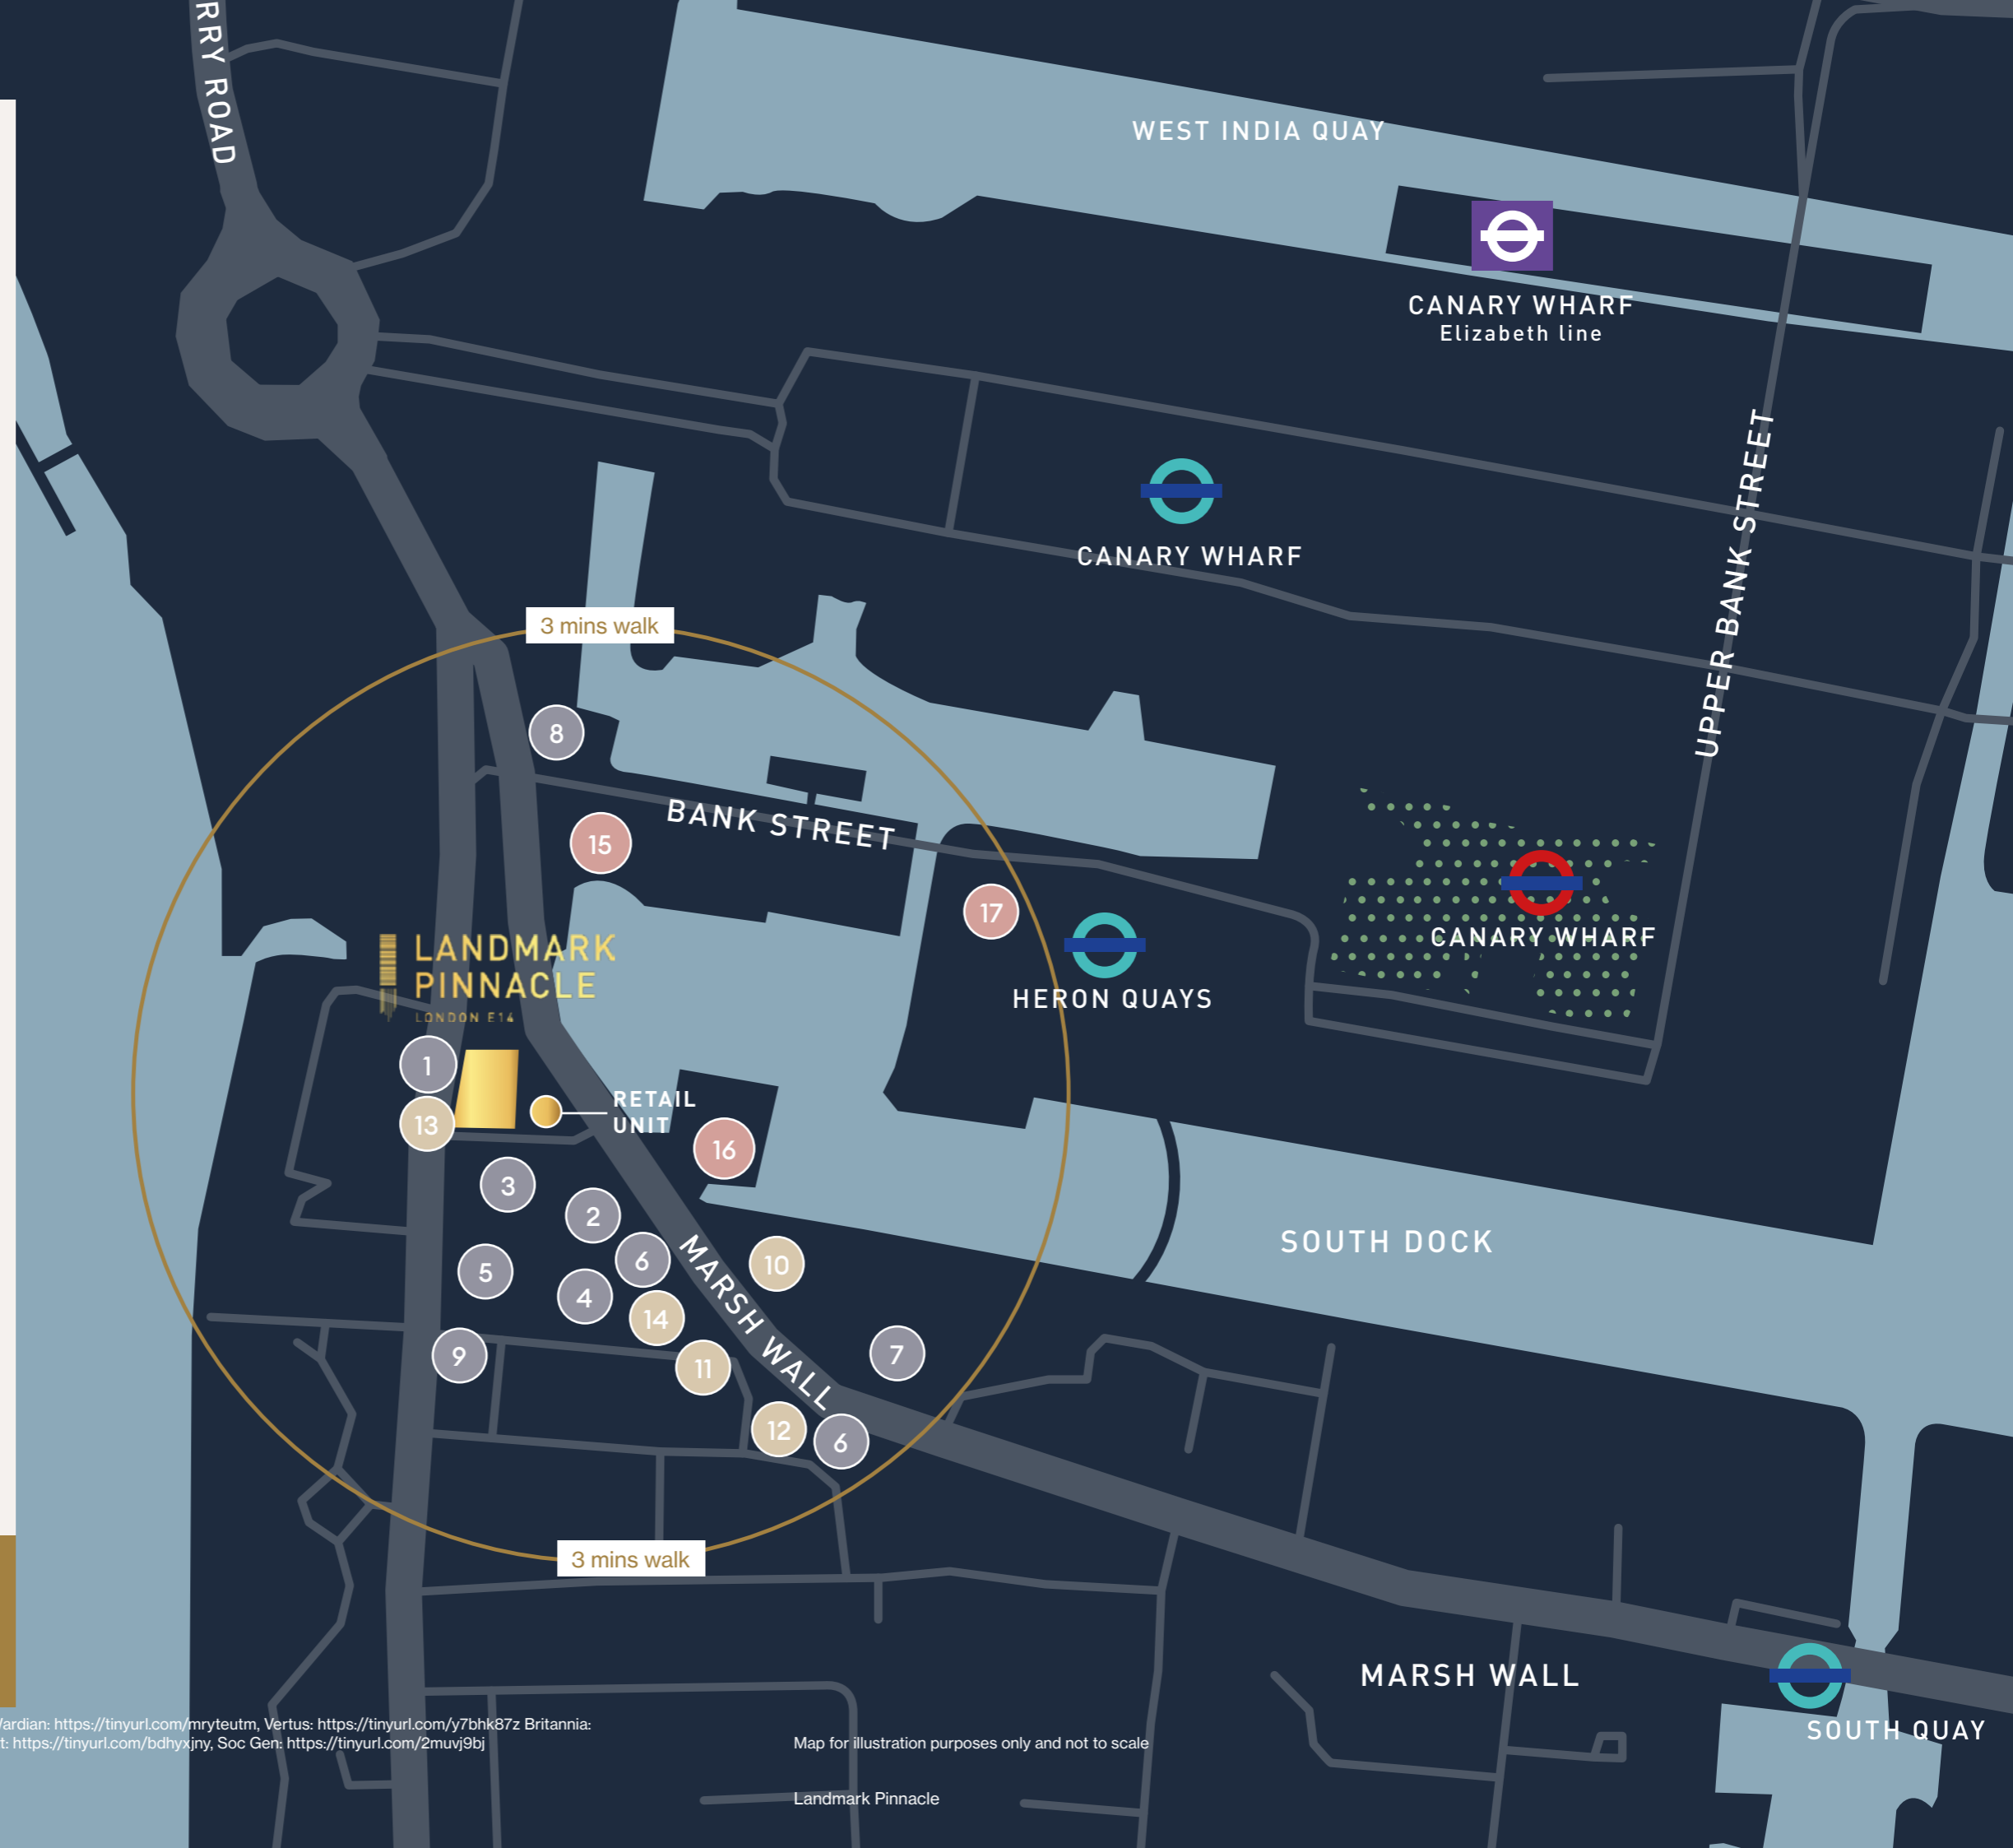 RRY ROAD
WEST INDIA QUAY
CANARY WHARF
Elizabeth line
CANARY WHARF
UPPER BANK STREET
3 mins walk
8
BANK STREET
15
17
CANARY WHARF
HERON QUAYS
LANDMARK
PINNACLE
LONDON E14
1
RETAIL
UNIT
13
16
3
2
SOUTH DOCK
6
10
5
4
MARSH WALL
14
9
11
7
12
6
3 mins walk
MARSH WALL
SOUTH QUAY
ardian: https://tinyurl.com/mryteutm, Vertus: https://tinyurl.com/y7bhk87z Britannia:
t: https://tinyurl.com/bdhyxjny, Soc Gen: https://tinyurl.com/2muvj9bj
Map for illustration purposes only and not to scale
Landmark Pinnacle